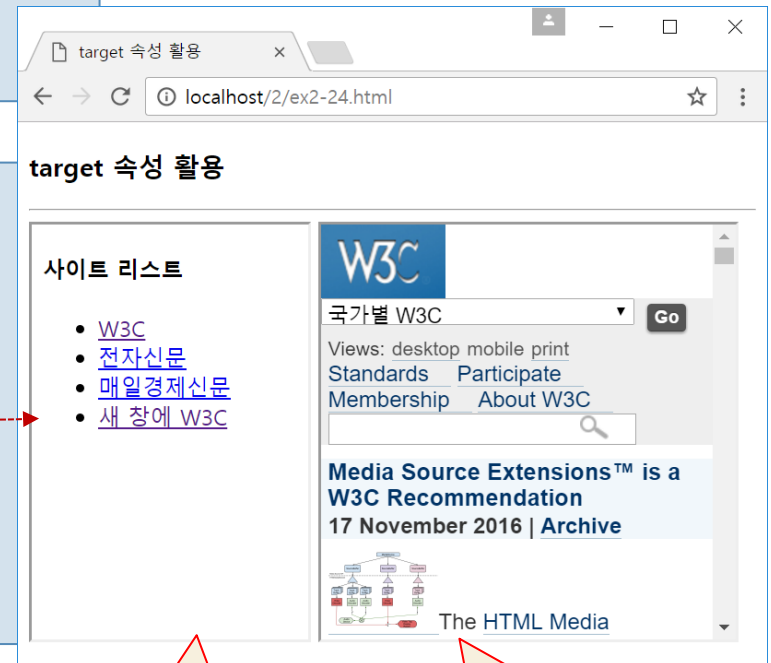 target 속성 활용
localhost/2/ex2-24.html
target 속성 활용
사이트 리스트
W3C
전자신문
매일경제신문
새 창에 W3C
W3C
국가별 W3C
Go
Views: desktop mobile print
Standards Participate
Membership About W3C
Media Source Extensions™ is a
W3C Recommendation
17 November 2016 | Archive
The HTML Media